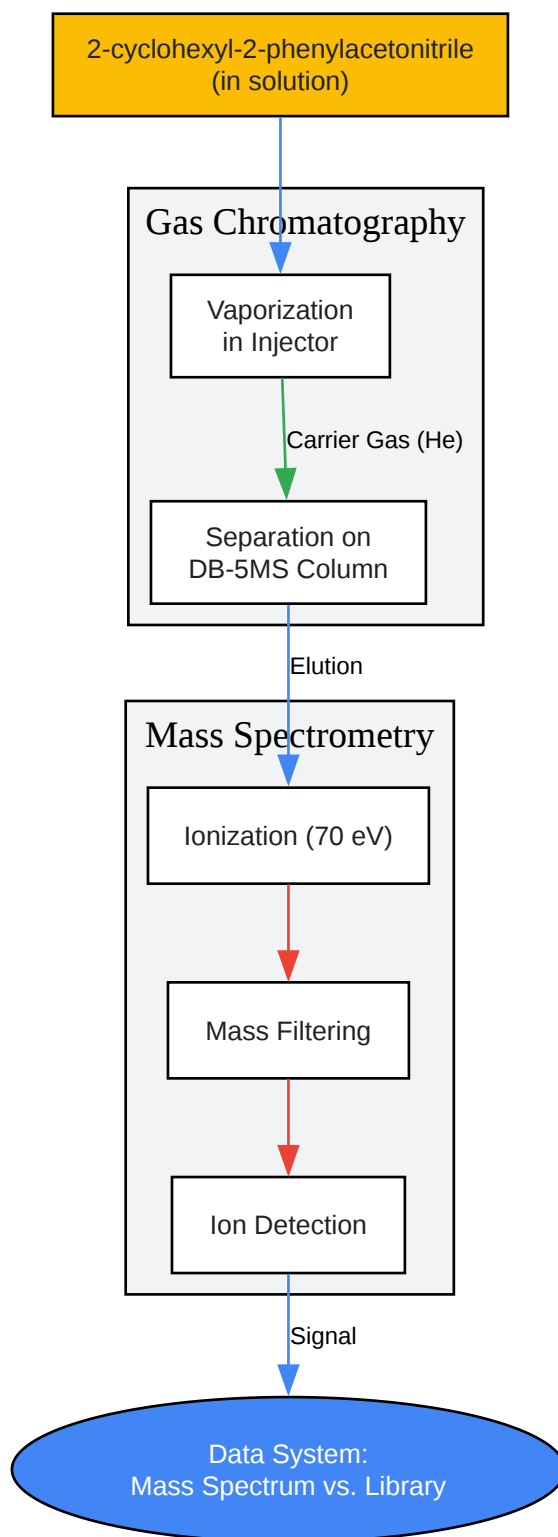 2-cyclohexyl-2-phenylacetonitrile
(in solution)
Gas Chromatography
Vaporization
in Injector
Carrier Gas (He)
Separation on
DB-5MS Column
Elution
Mass Spectrometry
Ionization (70 eV)
Mass Filtering
Ion Detection
Signal
Data System:
Mass Spectrum vs. Library